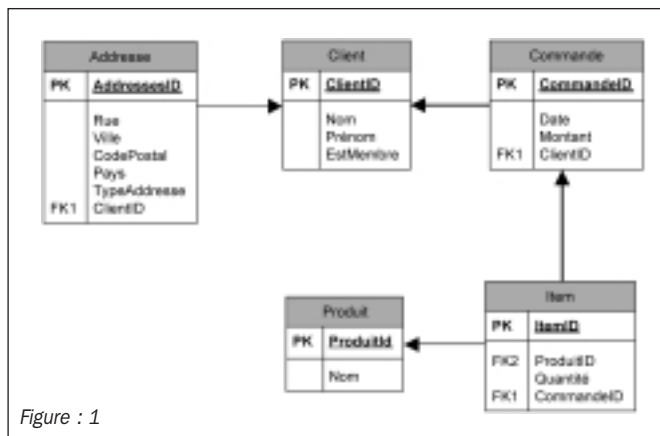 Addresse
PK AddressesID
Rue
Ville
CodePostal
Pays
TypeAddresse
FK1 ClientID
Client
PK ClientID
Nom
Prénom
EstMembre
Commande
PK CommandeID
Date
Montant
FK1 ClientID
Produit
PK ProduitId
Nom
Item
PK ItemID
FK2 ProduitID
Quantité
FK1 CommandeID
Figure : 1